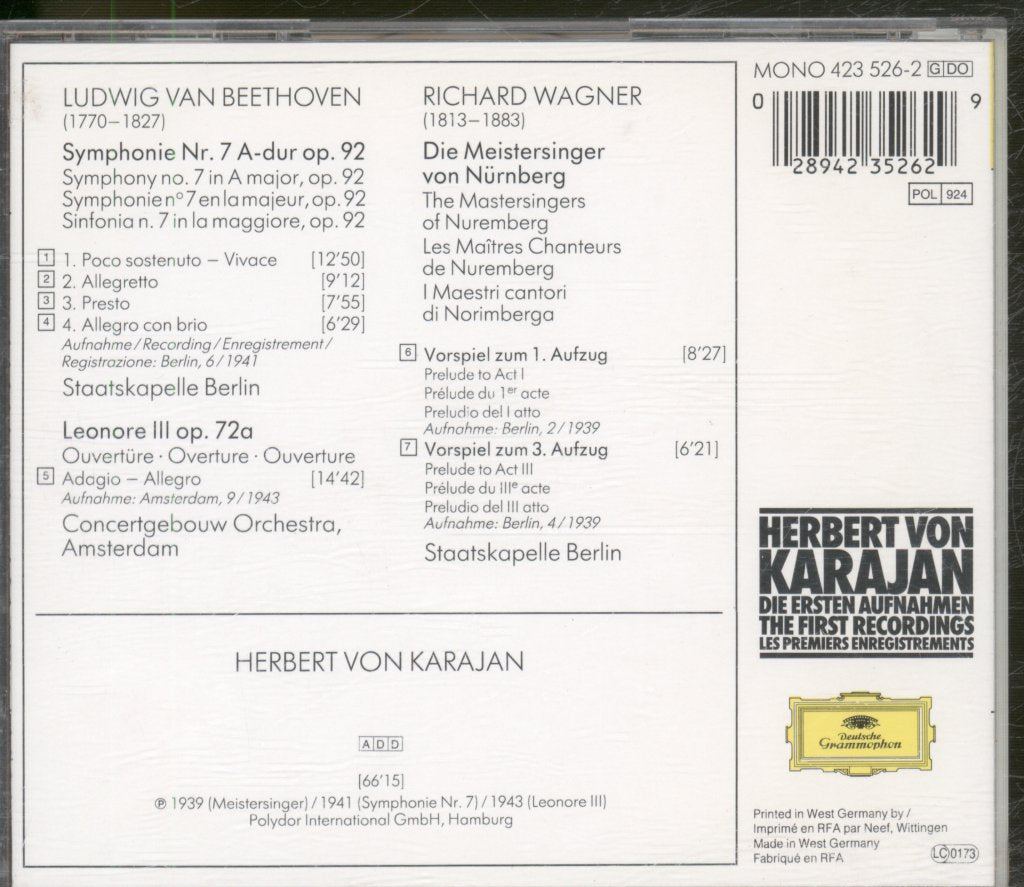 LUDWIG VAN BEETHOVEN
(1770–1827)
Symphonie Nr. 7 A-dur op. 92
Symphony no. 7 in A major, op. 92
Symphonie nº 7 en la majeur, op. 92
Sinfonia n. 7 in la maggiore, op. 92
1 1. Poco sostenuto – Vivace [12'50]
2 2. Allegretto [9'12]
3 3. Presto [7'55]
4 4. Allegro con brio [6'29]
Aufnahme/Recording/Enregistrement/
Registrazione: Berlin, 6/1941
Staatskapelle Berlin
Leonore III op. 72a
Ouvertüre · Overture · Ouverture
5 Adagio – Allegro [14'42]
Aufnahme: Amsterdam, 9/1943
Concertgebouw Orchestra,
Amsterdam
RICHARD WAGNER
(1813–1883)
Die Meistersinger
von Nürnberg
The Mastersingers
of Nuremberg
Les Maîtres Chanteurs
de Nuremberg
I Maestri cantori
di Norimberga
6 Vorspiel zum 1. Aufzug [8'27]
Prelude to Act I
Prélude du 1er acte
Preludio del I atto
Aufnahme: Berlin, 2/1939
7 Vorspiel zum 3. Aufzug [6'21]
Prelude to Act III
Prélude du IIIe acte
Preludio del III atto
Aufnahme: Berlin, 4/1939
Staatskapelle Berlin
HERBERT VON KARAJAN
ADD
[66'15]
℗ 1939 (Meistersinger) / 1941 (Symphonie Nr. 7) / 1943 (Leonore III)
Polydor International GmbH, Hamburg
MONO 423 526-2 G DO
0 28942 35262 9
POL 924
HERBERT VON
KARAJAN
DIE ERSTEN AUFNAHMEN
THE FIRST RECORDINGS
LES PREMIERS ENREGISTREMENTS
Deutsche
Grammophon
Printed in West Germany by /
Imprimé en RFA par Neef, Wittingen
Made in West Germany
Fabriqué en RFA
LC 0173